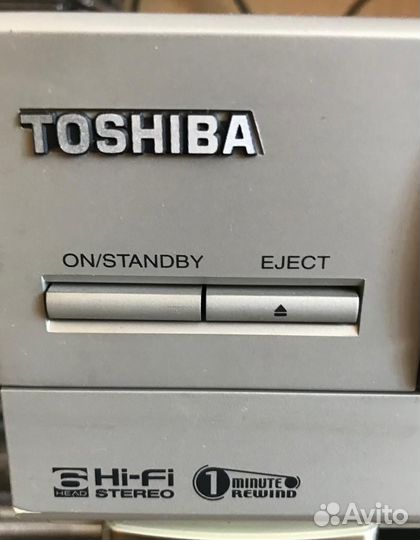 TOSHIBA
ON/STANDBY EJECT
6 HEAD Hi-Fi STEREO
1 MINUTE REWIND
Avito